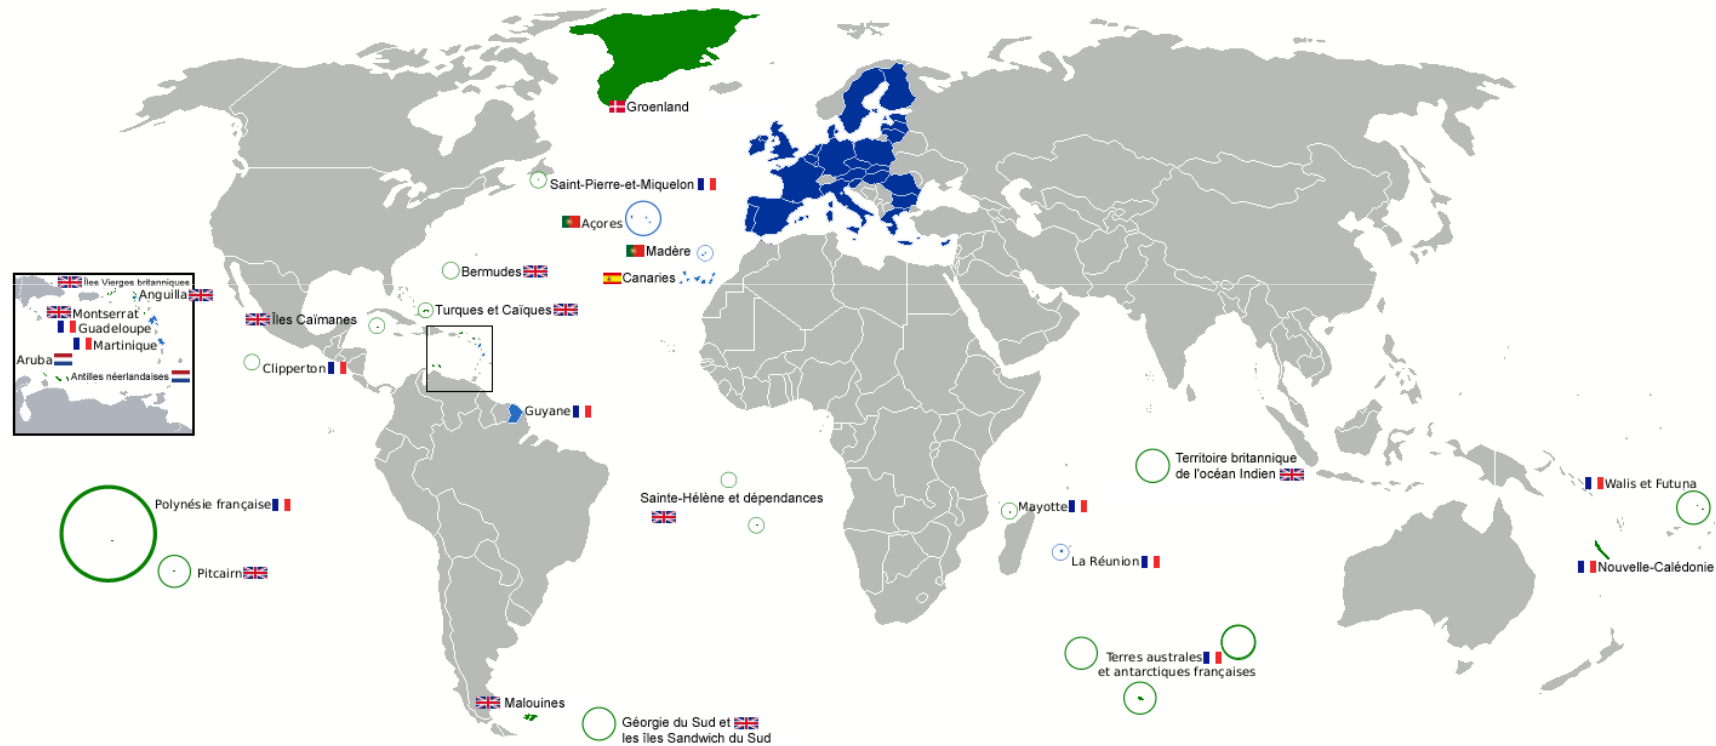 Groenland
Saint-Pierre-et-Miquelon
Açores
Madère
Canaries
Bermudes
Turques et Caïques
Îles Caïmanes
Clipperton
Îles Vierges britanniques
Anguilla
Montserrat
Guadeloupe
Martinique
Aruba
Antilles néerlandaises
Guyane
Territoire britannique
de l'océan Indien
Sainte-Hélène et dépendances
Mayotte
La Réunion
Walis et Futuna
Nouvelle-Calédonie
Polynésie française
Pitcairn
Terres australes
et antarctiques françaises
Malouines
Géorgie du Sud et
les îles Sandwich du Sud